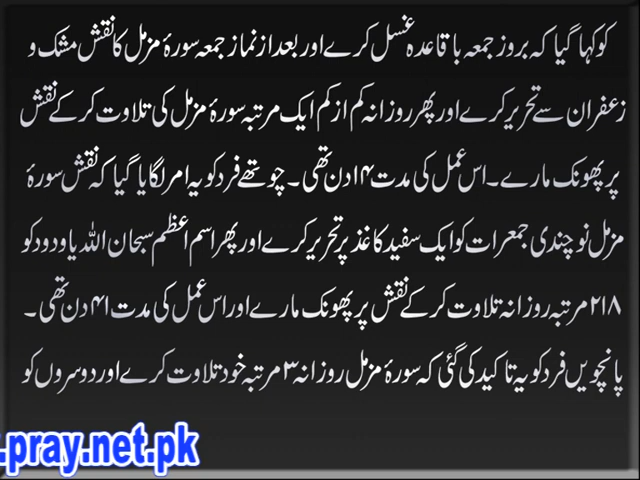 کو کہا گیا کہ بروز جمعہ باقاعدہ غسل کرے اور بعد از نماز جمعہ سورۂ مزمل کا نقش مشک و
زعفران سے تحریر کرے اور پھر روزانہ کم از کم ایک مرتبہ سورۂ مزمل کی تلاوت کر کے نقش
پر پھونک مارے۔ اس عمل کی مدت ۱۴ دن تھی۔ چوتھے فرد کو یہ امر لگایا گیا کہ نقش سورۂ
مزمل نو چندی جمعرات کو ایک سفید کاغذ پر تحریر کرے اور پھر اسم اعظم سبحان اللہ یا ودود کو
۲۱۸ مرتبہ روزانہ تلاوت کر کے نقش پر پھونک مارے اور اس عمل کی مدت ۴۱ دن تھی۔
پانچویں فرد کو یہ تاکید کی گئی کہ سورۂ مزمل روزانہ ۳ مرتبہ خود تلاوت کرے اور دوسروں کو
.pray.net.pk